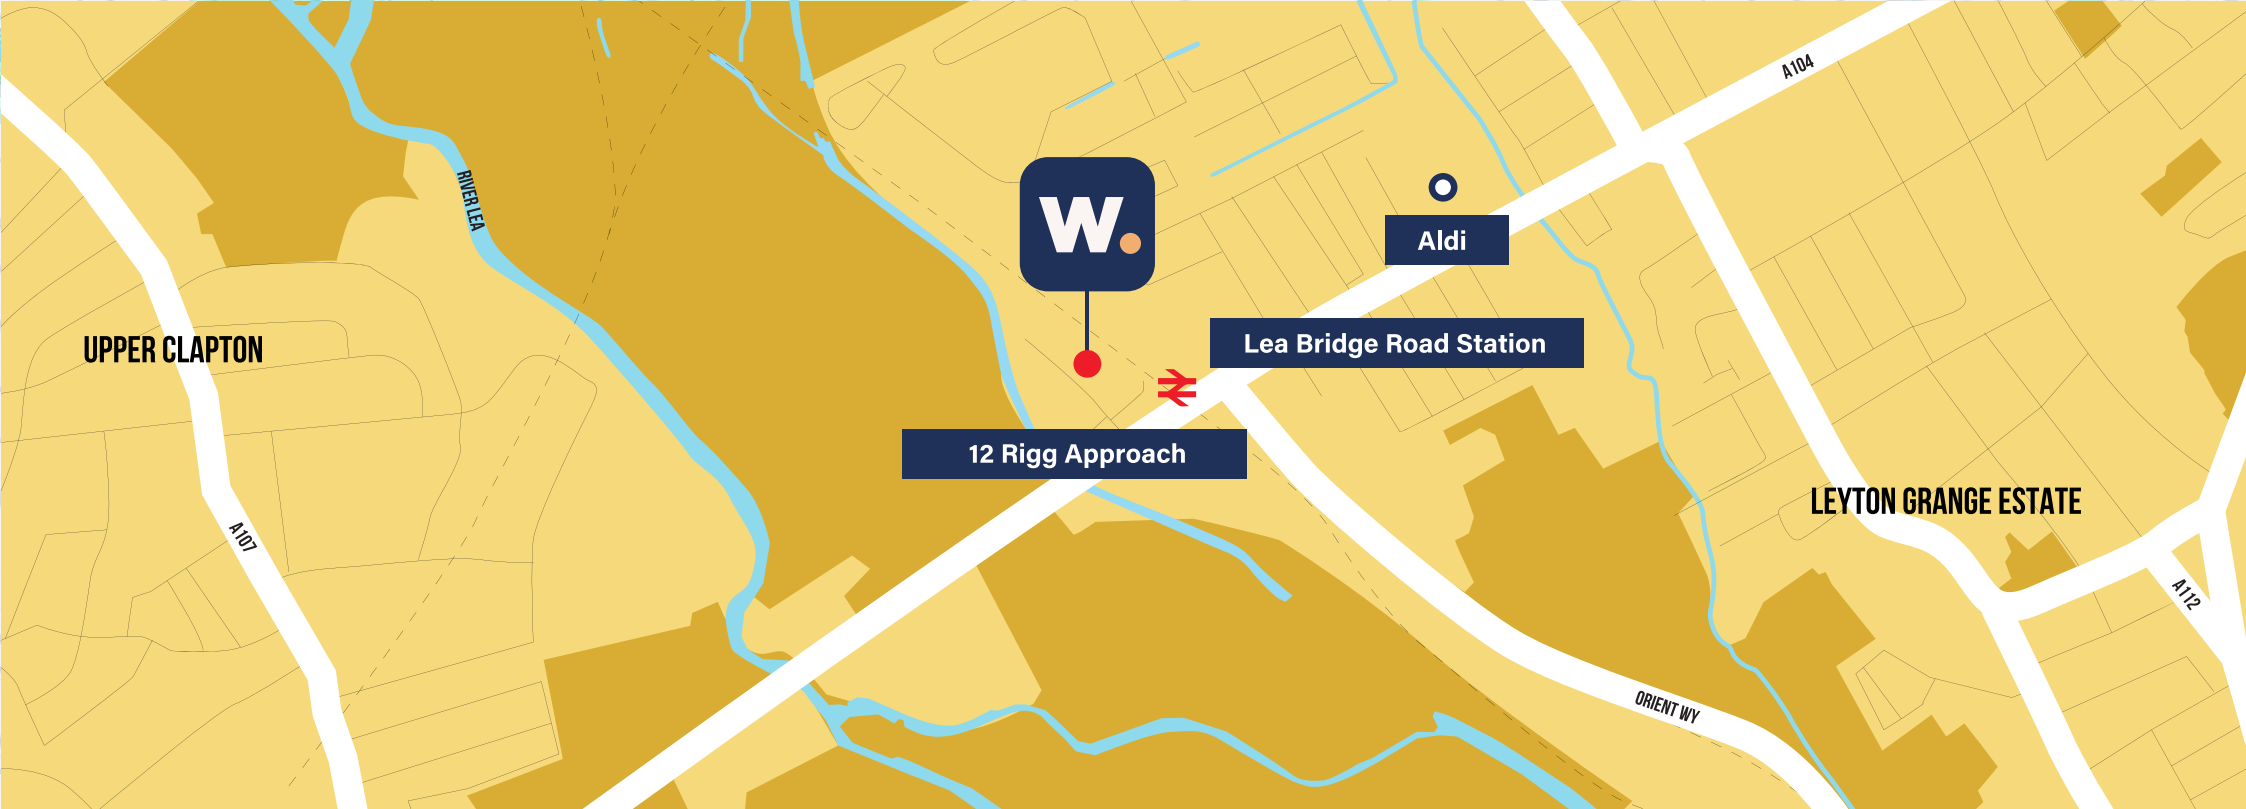 A104
RIVER LEA
W.
Aldi
UPPER CLAPTON
Lea Bridge Road Station
12 Rigg Approach
LEYTON GRANGE ESTATE
A107
A112
ORIENT WY